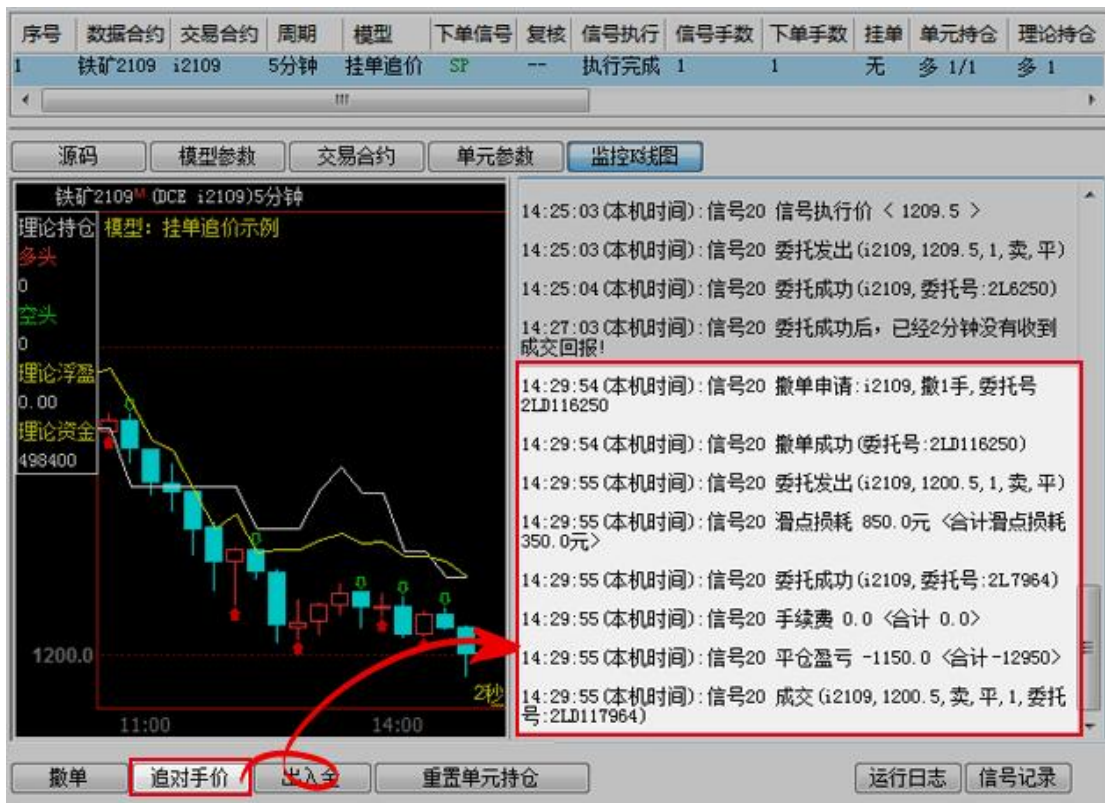 序号 数据合约 交易合约 周期 模型 下单信号 复核 信号执行 信号手数 下单手数 挂单 单元持仓 理论持仓
1 铁矿2109 i2109 5分钟 挂单追价 SP -- 执行完成 1 1 无 多 1/1 多 1
源码 模型参数 交易合约 单元参数 监控K线图
铁矿2109M (DCE i2109)5分钟
理论持仓 模型：挂单追价示例
多头
0
空头
0
理论浮盈
0.00
理论资金
498400
1200.0
2秒
11:00 14:00
14:25:03(本机时间):信号20 信号执行价 < 1209.5 >
14:25:03(本机时间):信号20 委托发出(i2109,1209.5,1,卖,平)
14:25:04(本机时间):信号20 委托成功(i2109,委托号:2L6250)
14:27:03(本机时间):信号20 委托成功后，已经2分钟没有收到
成交回报!
14:29:54(本机时间):信号20 撤单申请:i2109,撤1手,委托号
2LD116250
14:29:54(本机时间):信号20 撤单成功(委托号:2LD116250)
14:29:55(本机时间):信号20 委托发出(i2109,1200.5,1,卖,平)
14:29:55(本机时间):信号20 滑点损耗 850.0元 <合计滑点损耗
350.0元>
14:29:55(本机时间):信号20 委托成功(i2109,委托号:2L7964)
14:29:55(本机时间):信号20 手续费 0.0 <合计 0.0>
14:29:55(本机时间):信号20 平仓盈亏 -1150.0 <合计-12950>
14:29:55(本机时间):信号20 成交(i2109,1200.5,卖,平,1,委托
号:2LD117964)
撤单 追对手价 出入金 重置单元持仓 运行日志 信号记录